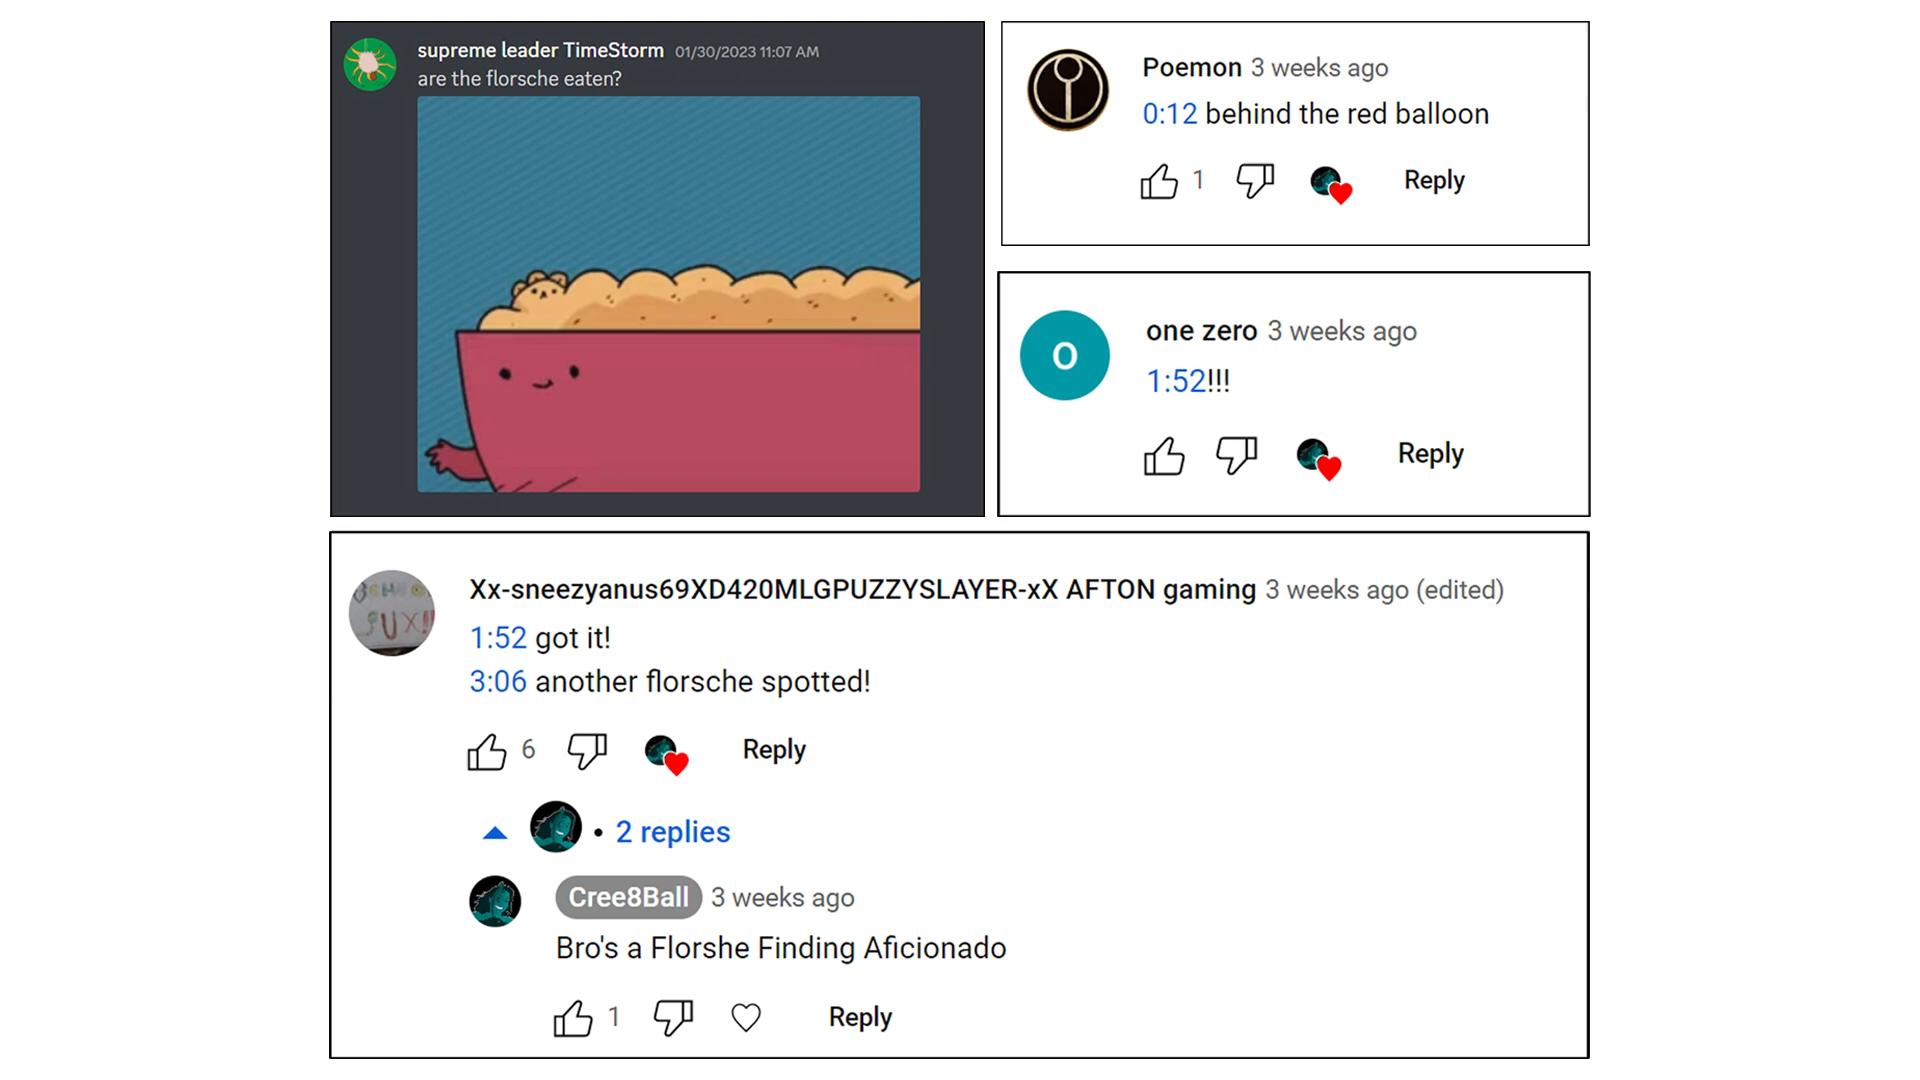 supreme leader TimeStorm 01/30/2023 11:07 AM
are the florsche eaten?
Poemon 3 weeks ago
0:12 behind the red balloon
1 Reply
O
one zero 3 weeks ago
1:52!!!
Reply
Xx-sneezyanus69XD420MLGPUZZYSLAYER-xX AFTON gaming 3 weeks ago (edited)
1:52 got it!
3:06 another florsche spotted!
6 Reply
• 2 replies
Cree8Ball 3 weeks ago
Bro's a Florshe Finding Aficionado
1 Reply